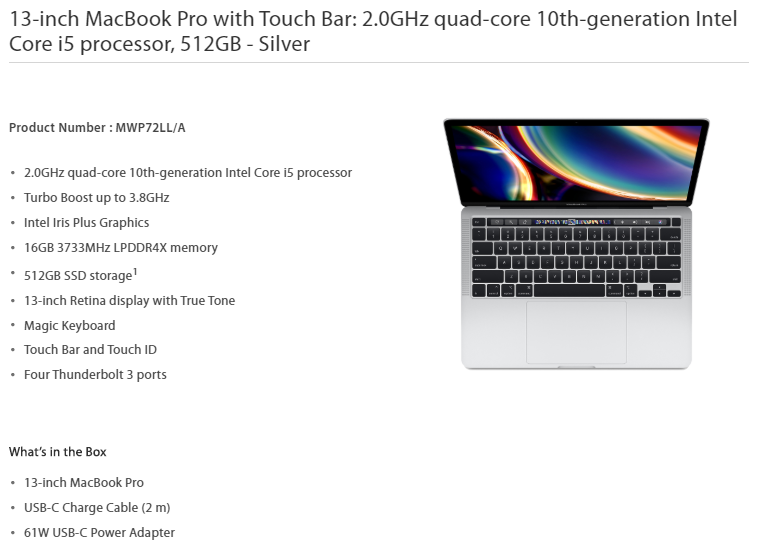 13-inch MacBook Pro with Touch Bar: 2.0GHz quad-core 10th-generation Intel
Core i5 processor, 512GB - Silver
Product Number : MWP72LL/A
• 2.0GHz quad-core 10th-generation Intel Core i5 processor
• Turbo Boost up to 3.8GHz
• Intel Iris Plus Graphics
• 16GB 3733MHz LPDDR4X memory
• 512GB SSD storage1
• 13-inch Retina display with True Tone
• Magic Keyboard
• Touch Bar and Touch ID
• Four Thunderbolt 3 ports
What's in the Box
• 13-inch MacBook Pro
• USB-C Charge Cable (2 m)
• 61W USB-C Power Adapter